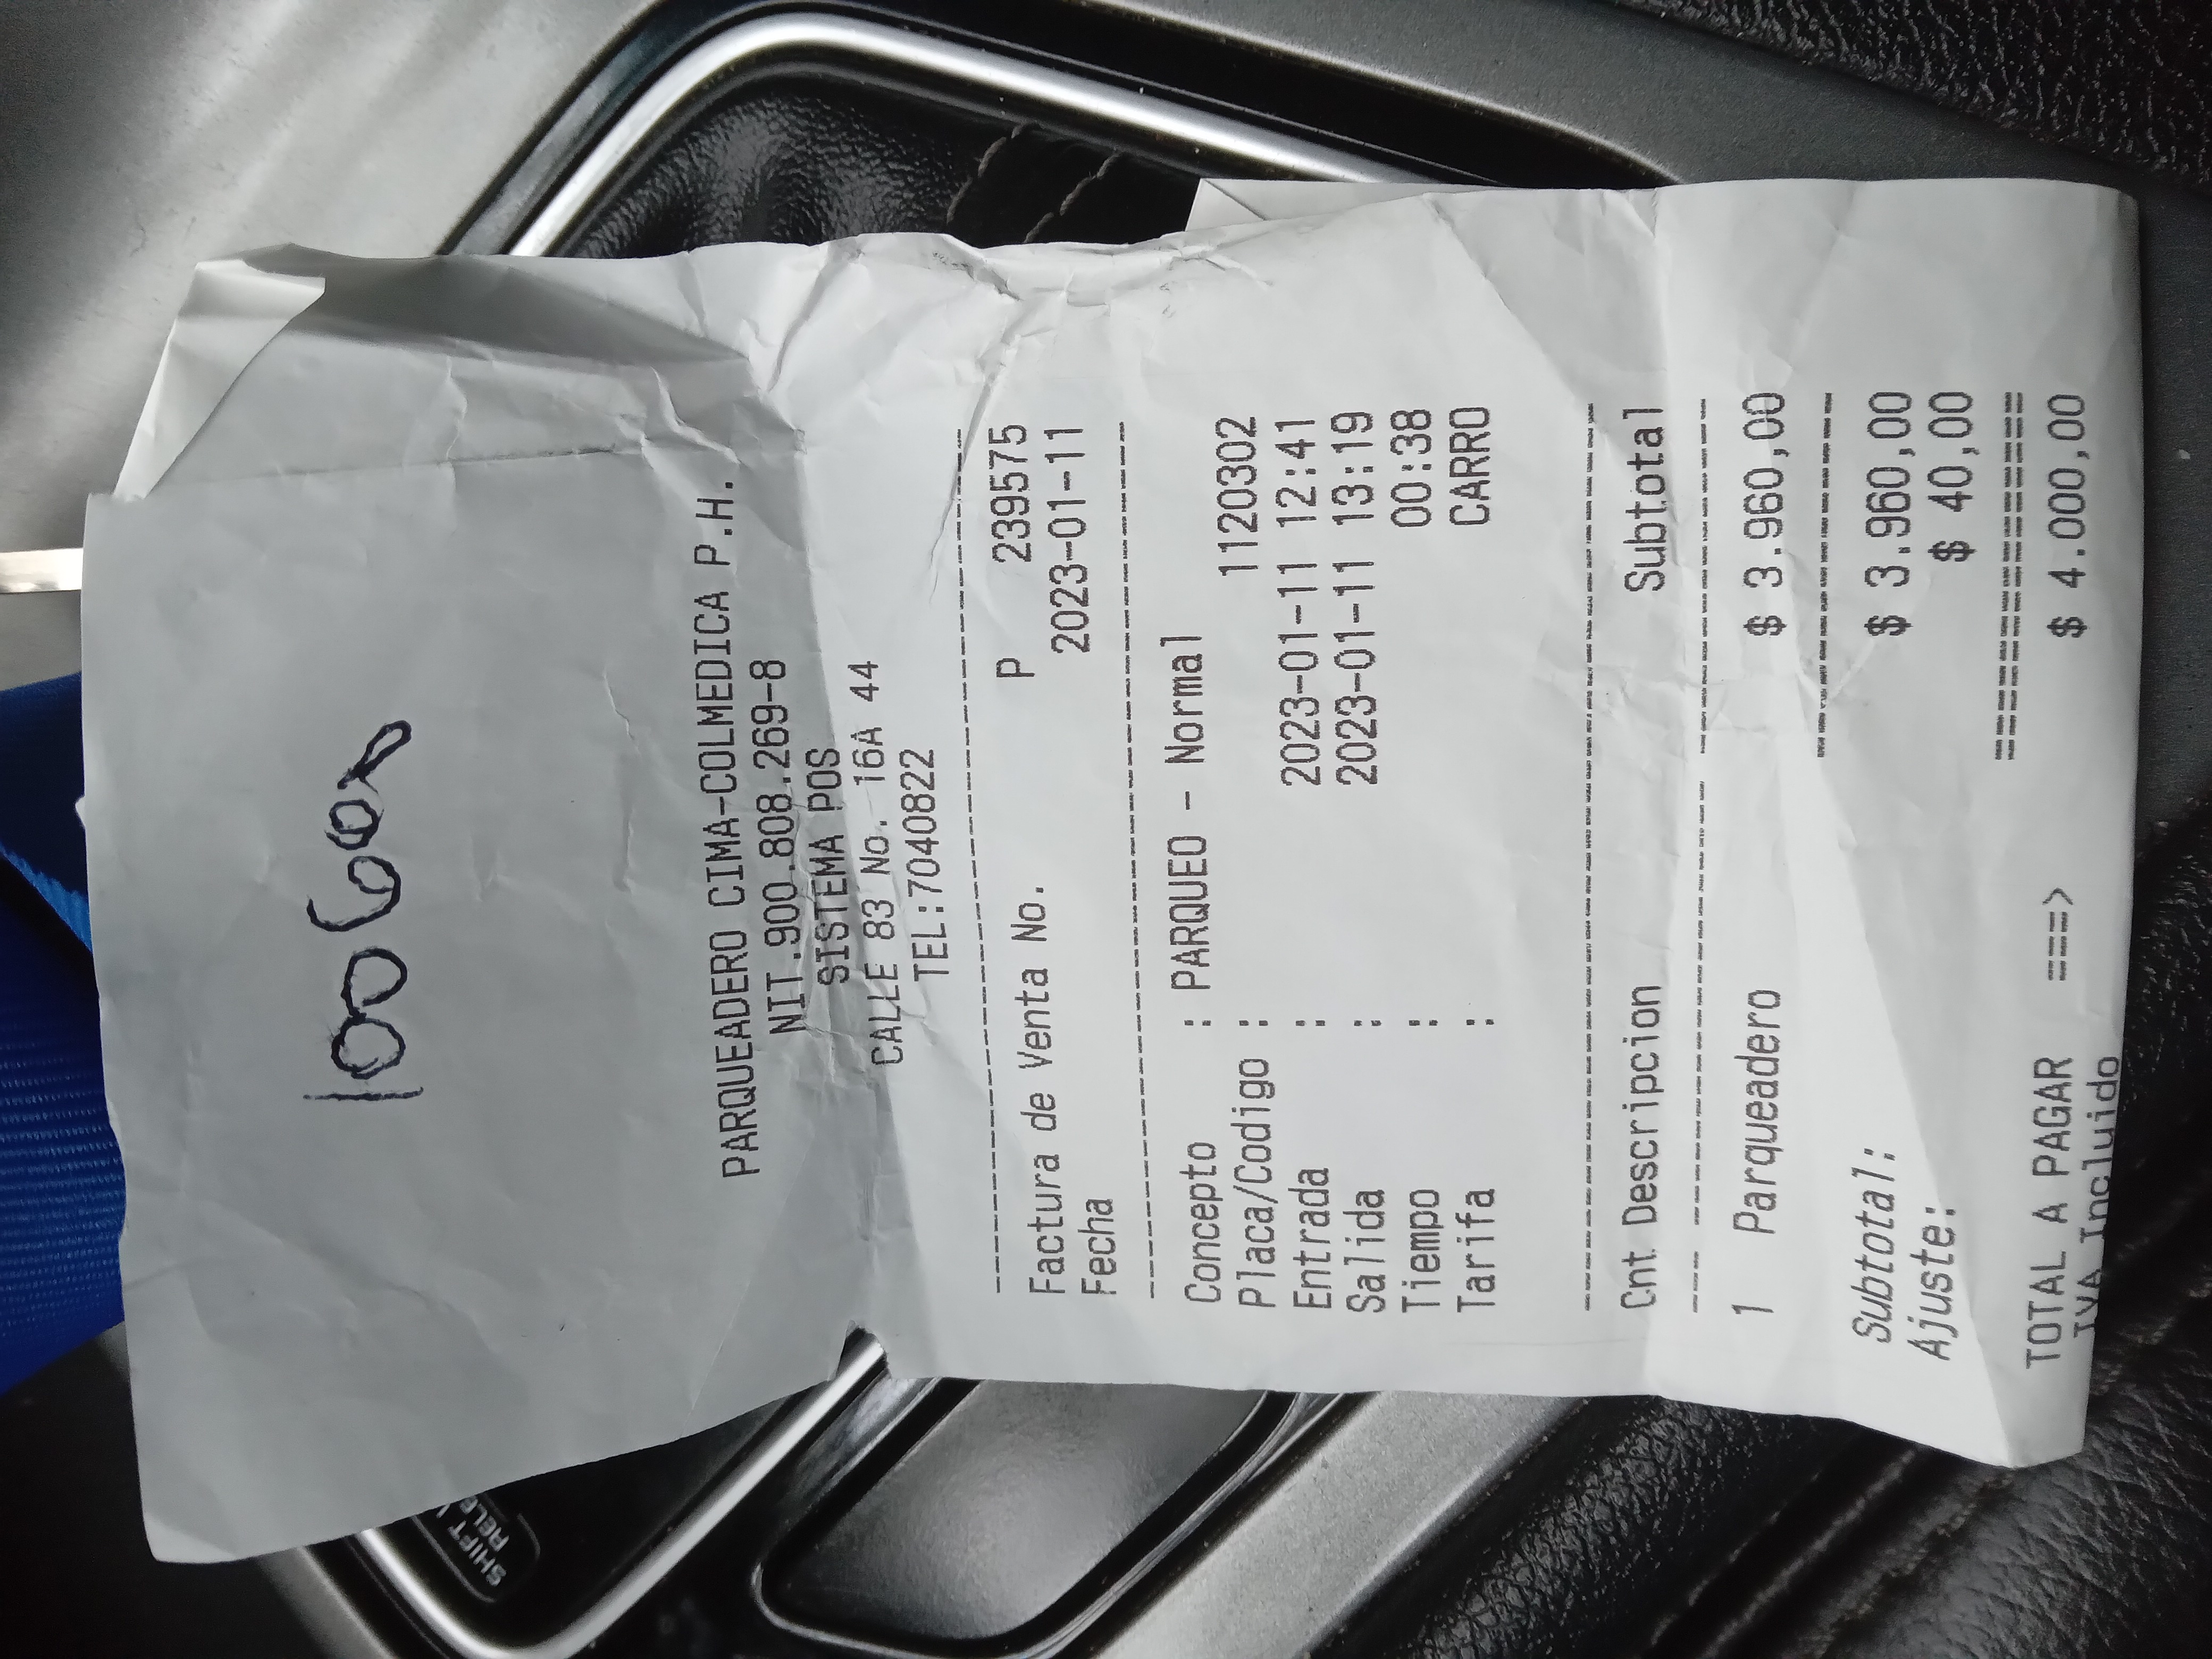 PARQUEADERO CIMA-COLMEDICA P.H.
NIT.900.808.269-8
SISTEMA POS
CALLE 83 No. 16A 44
TEL:7040822
Factura de Venta No. P 239575
Fecha 2023-01-11
Concepto : PARQUEO - Normal
Placa/Codigo : 1120302
Entrada : 2023-01-11 12:41
Salida : 2023-01-11 13:19
Tiempo : 00:38
Tarifa : CARRO
Cnt Descripcion Subtotal
1 Parqueadero $ 3.960,00
Subtotal: $ 3.960,00
Ajuste: $ 40,00
TOTAL A PAGAR ===> $ 4.000,00
IVA Incluido
SHIFT